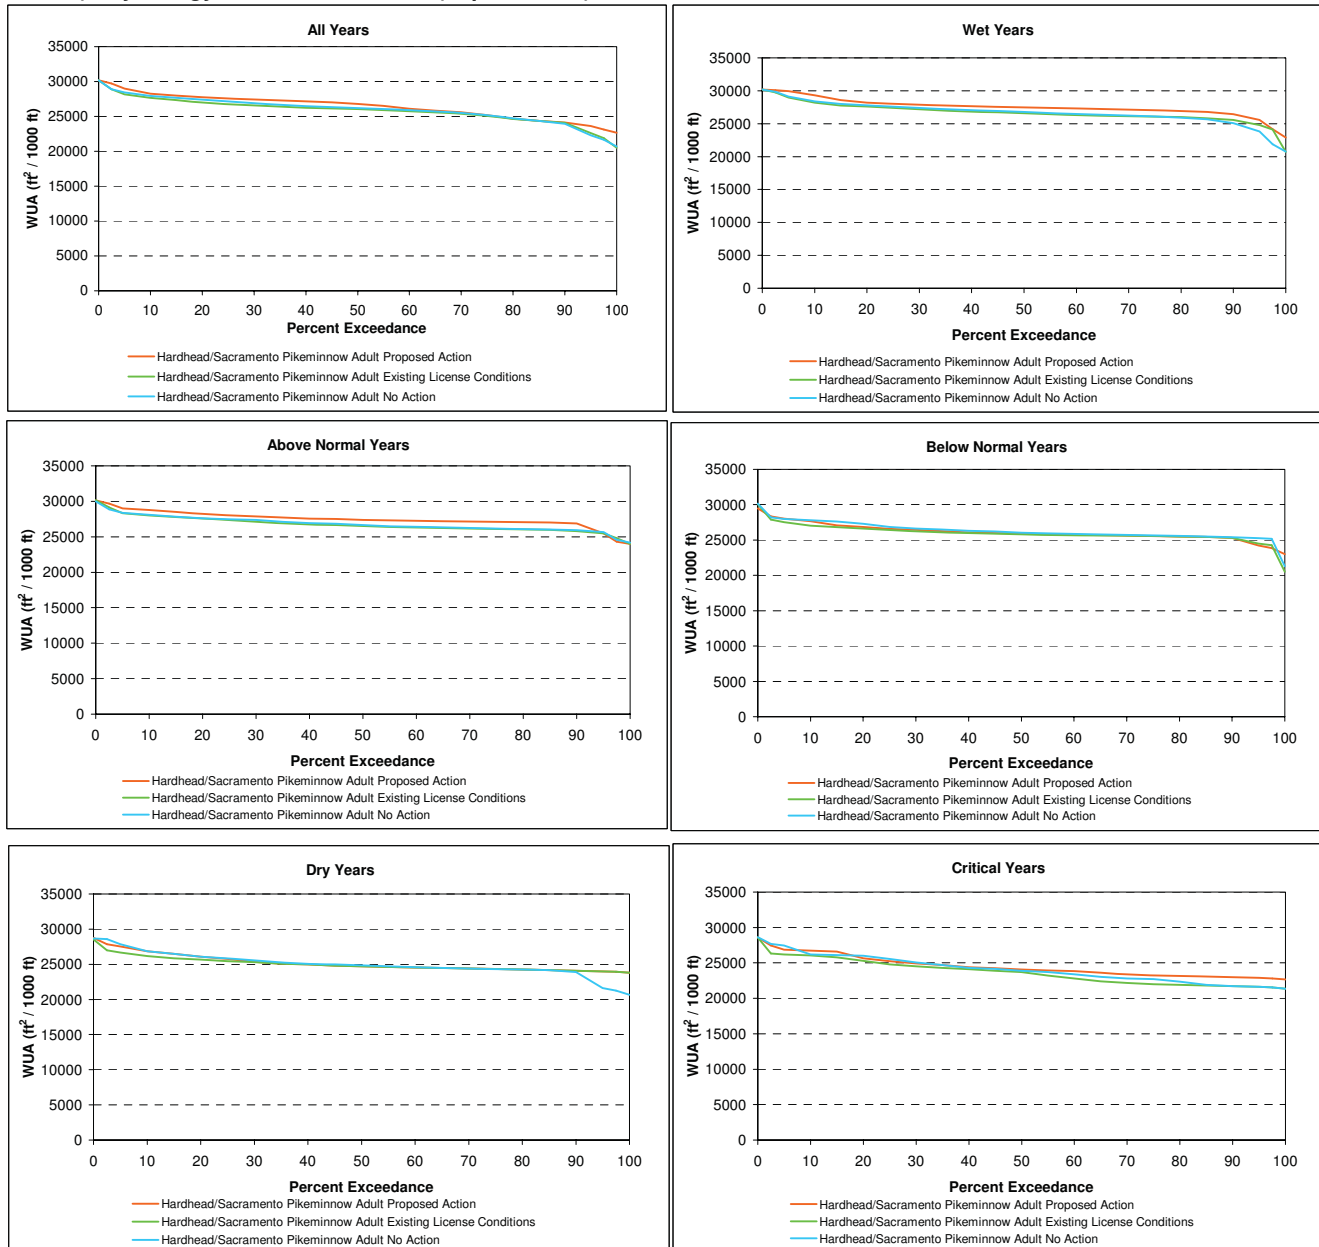 All Years
35000
30000
25000
20000
15000
10000
5000
0
WUA (ft² / 1000 ft)
0 10 20 30 40 50 60 70 80 90 100
Percent Exceedance
Hardhead/Sacramento Pikeminnow Adult Proposed Action
Hardhead/Sacramento Pikeminnow Adult Existing License Conditions
Hardhead/Sacramento Pikeminnow Adult No Action
Wet Years
35000
30000
25000
20000
15000
10000
5000
0
WUA (ft² / 1000 ft)
0 10 20 30 40 50 60 70 80 90 100
Percent Exceedance
Hardhead/Sacramento Pikeminnow Adult Proposed Action
Hardhead/Sacramento Pikeminnow Adult Existing License Conditions
Hardhead/Sacramento Pikeminnow Adult No Action
Above Normal Years
35000
30000
25000
20000
15000
10000
5000
0
WUA (ft² / 1000 ft)
0 10 20 30 40 50 60 70 80 90 100
Percent Exceedance
Hardhead/Sacramento Pikeminnow Adult Proposed Action
Hardhead/Sacramento Pikeminnow Adult Existing License Conditions
Hardhead/Sacramento Pikeminnow Adult No Action
Below Normal Years
35000
30000
25000
20000
15000
10000
5000
0
WUA (ft² / 1000 ft)
0 10 20 30 40 50 60 70 80 90 100
Percent Exceedance
Hardhead/Sacramento Pikeminnow Adult Proposed Action
Hardhead/Sacramento Pikeminnow Adult Existing License Conditions
Hardhead/Sacramento Pikeminnow Adult No Action
Dry Years
35000
30000
25000
20000
15000
10000
5000
0
WUA (ft² / 1000 ft)
0 10 20 30 40 50 60 70 80 90 100
Percent Exceedance
Hardhead/Sacramento Pikeminnow Adult Proposed Action
Hardhead/Sacramento Pikeminnow Adult Existing License Conditions
Hardhead/Sacramento Pikeminnow Adult No Action
Critical Years
35000
30000
25000
20000
15000
10000
5000
0
WUA (ft² / 1000 ft)
0 10 20 30 40 50 60 70 80 90 100
Percent Exceedance
Hardhead/Sacramento Pikeminnow Adult Proposed Action
Hardhead/Sacramento Pikeminnow Adult Existing License Conditions
Hardhead/Sacramento Pikeminnow Adult No Action